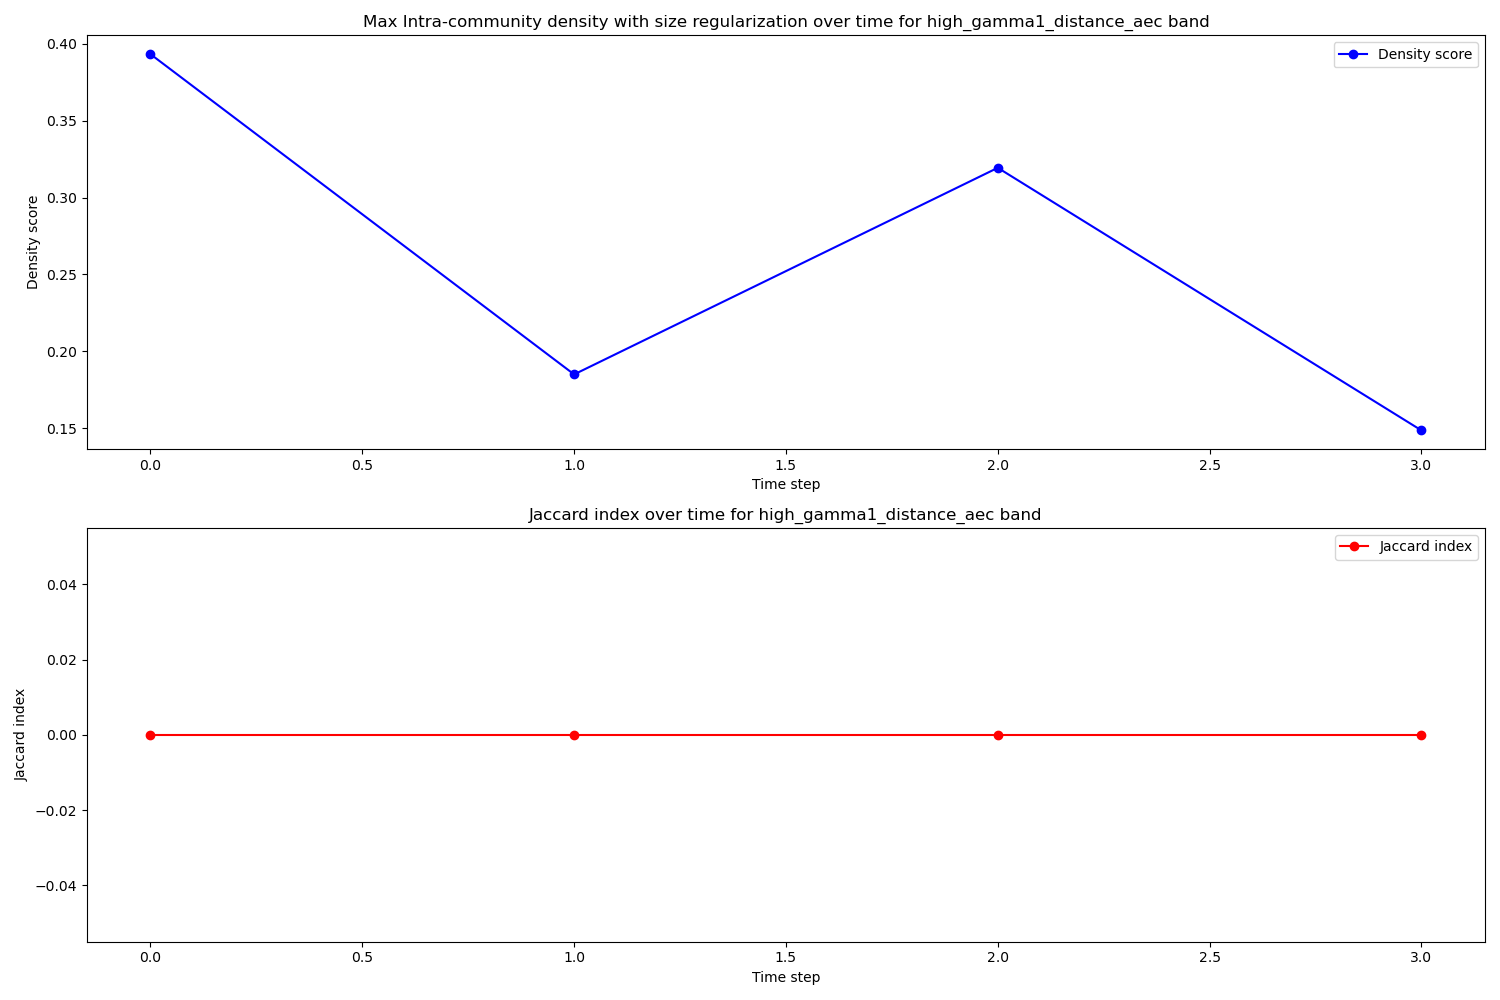 Max Intra-community density with size regularization over time for high_gamma1_distance_aec band
Density score
0.40
0.35
0.30
0.25
0.20
0.15
Density score
0.0 0.5 1.0 1.5 2.0 2.5 3.0
Time step
Jaccard index over time for high_gamma1_distance_aec band
Jaccard index
0.04
0.02
0.00
−0.02
−0.04
Jaccard index
0.0 0.5 1.0 1.5 2.0 2.5 3.0
Time step